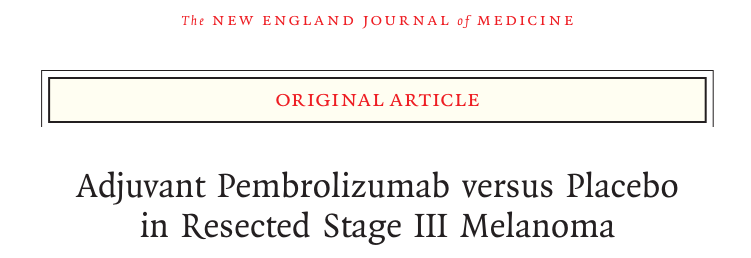 The NEW ENGLAND JOURNAL of MEDICINE
ORIGINAL ARTICLE
Adjuvant Pembrolizumab versus Placebo
in Resected Stage III Melanoma